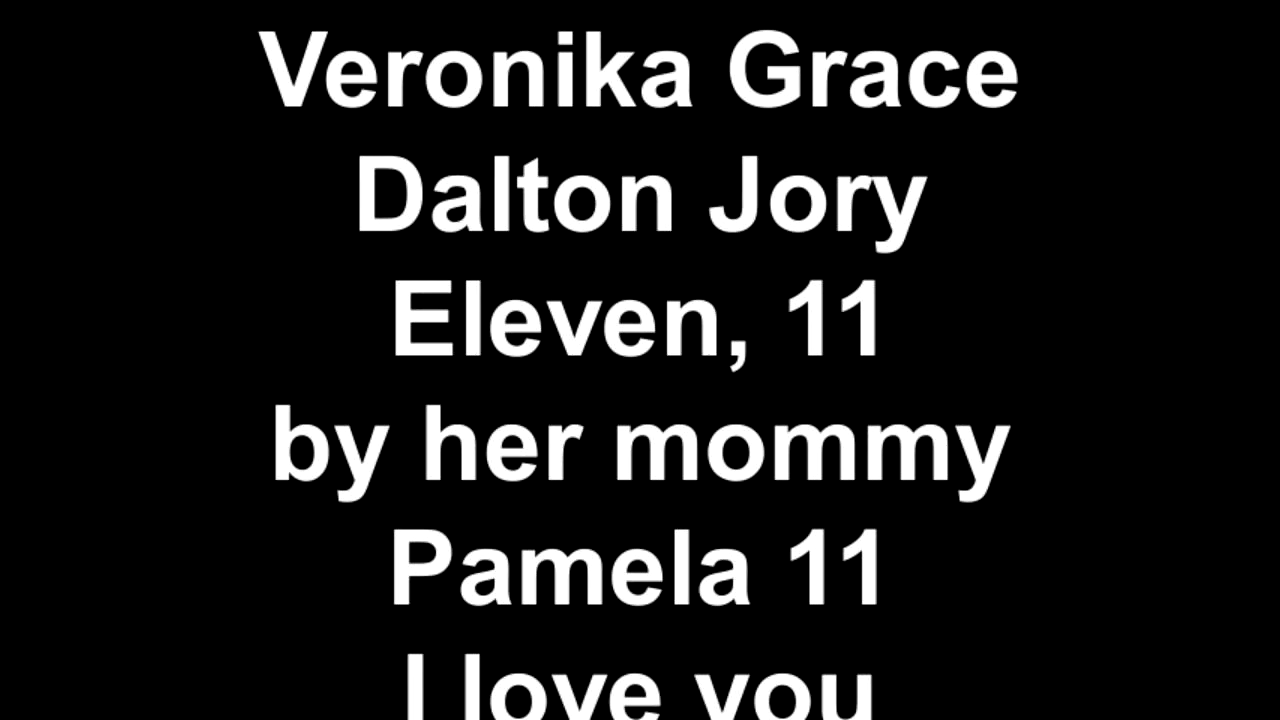 Veronika Grace
Dalton Jory
Eleven, 11
by her mommy
Pamela 11
I love you